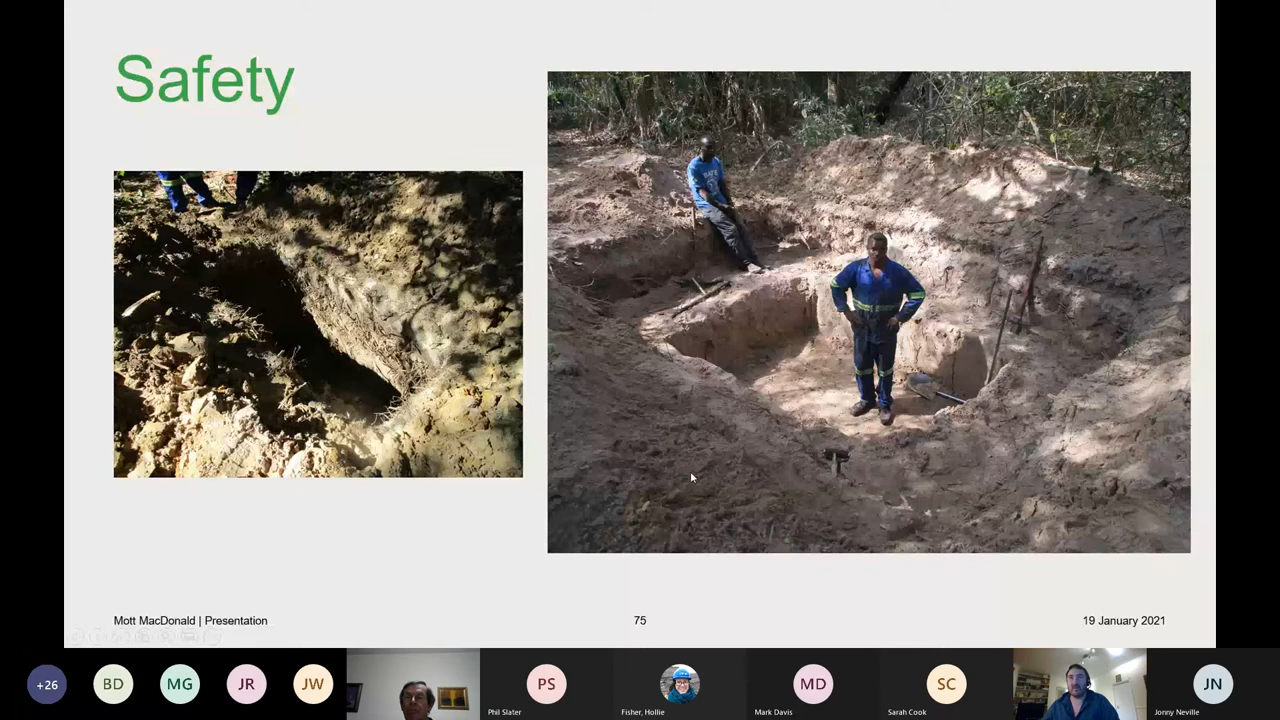 Safety
Mott MacDonald | Presentation
75
19 January 2021
+26
BD
MG
JR
JW
PS
Phil Slater
Fisher, Hollie
MD
Mark Davis
SC
Sarah Cook
JN
Jonny Neville